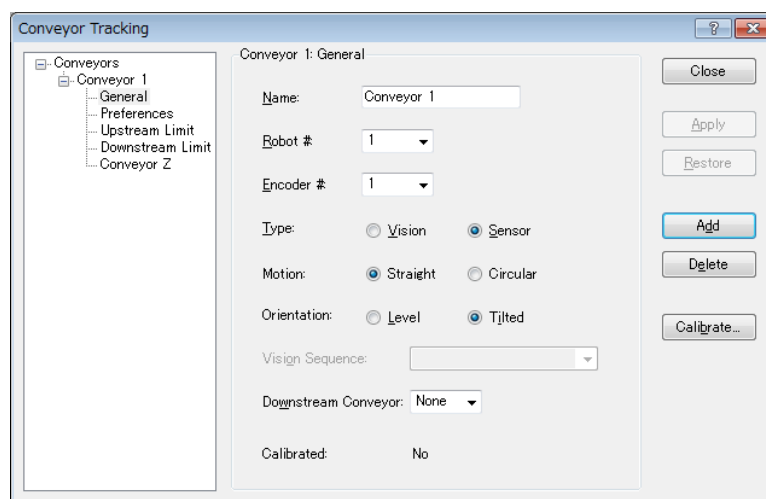 Conveyor Tracking
Conveyors
Conveyor 1
General
Preferences
Upstream Limit
Downstream Limit
Conveyor Z
Conveyor 1: General
Name: Conveyor 1
Robot # 1
Encoder # 1
Type: Vision Sensor
Motion: Straight Circular
Orientation: Level Tilted
Vision Sequence:
Downstream Conveyor: None
Calibrated: No
Close
Apply
Restore
Add
Delete
Calibrate...